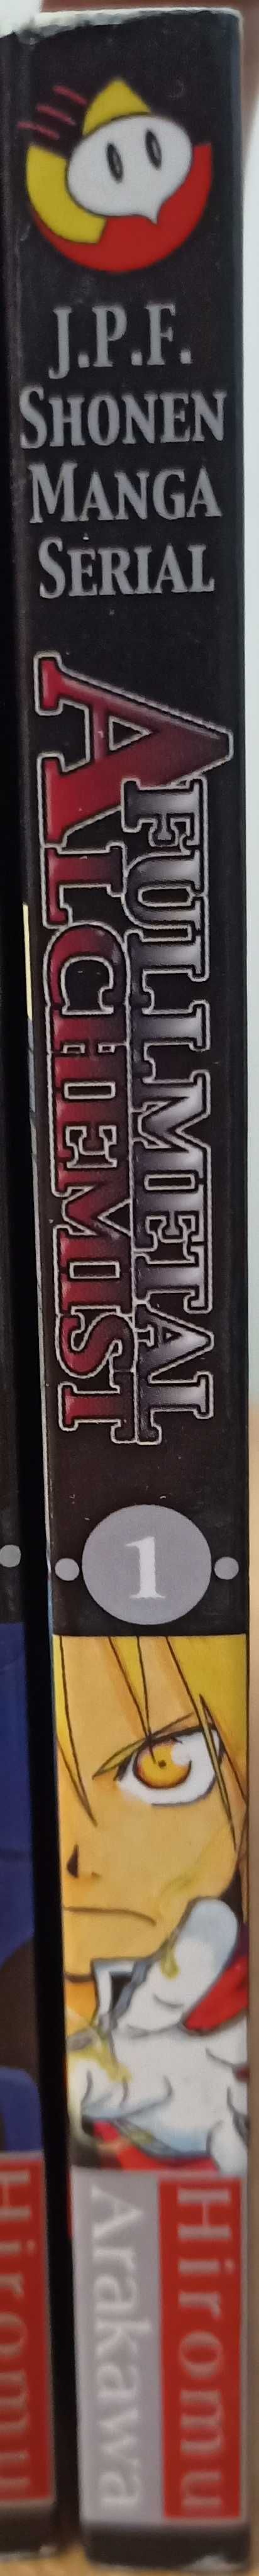 J.P.F.
SHONEN
MANGA
SERIAL
FULLMETAL
ALCHEMIST
1
Hiromu
Arakawa
Hiromu